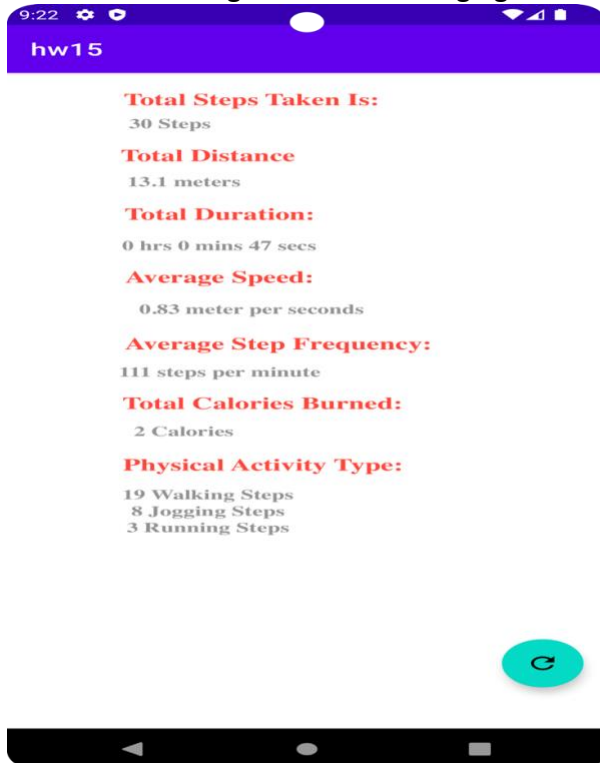 9:22
hw15
Total Steps Taken Is:
30 Steps
Total Distance
13.1 meters
Total Duration:
0 hrs 0 mins 47 secs
Average Speed:
0.83 meter per seconds
Average Step Frequency:
111 steps per minute
Total Calories Burned:
2 Calories
Physical Activity Type:
19 Walking Steps
8 Jogging Steps
3 Running Steps